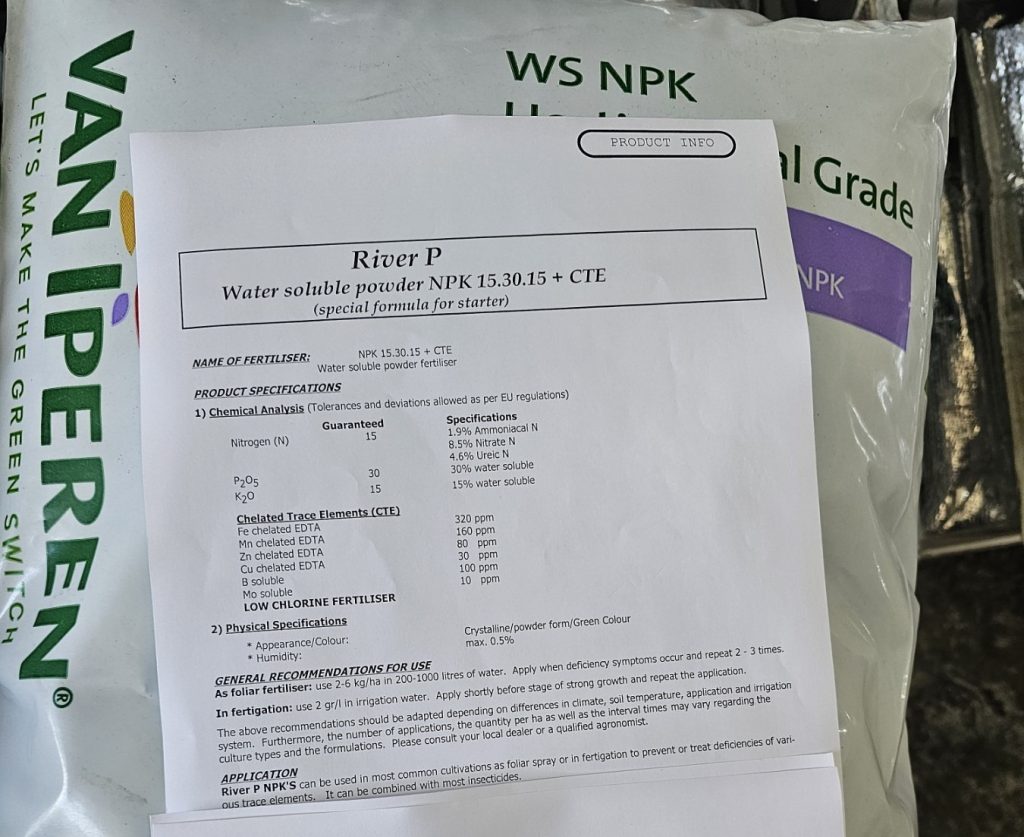 VAN IPEREN®
LET'S MAKE THE GREEN SWITCH
WS NPK
al Grade
NPK
PRODUCT INFO
River P
Water soluble powder NPK 15.30.15 + CTE
(special formula for starter)
NAME OF FERTILISER: NPK 15.30.15 + CTE
Water soluble powder fertiliser
PRODUCT SPECIFICATIONS
1) Chemical Analysis (Tolerances and deviations allowed as per EU regulations)
Guaranteed Specifications
Nitrogen (N) 15 1.9% Ammoniacal N
8.5% Nitrate N
4.6% Ureic N
P2O5 30 30% water soluble
K2O 15 15% water soluble
Chelated Trace Elements (CTE)
Fe chelated EDTA 320 ppm
Mn chelated EDTA 160 ppm
Zn chelated EDTA 80 ppm
Cu chelated EDTA 30 ppm
B soluble 100 ppm
Mo soluble 10 ppm
LOW CHLORINE FERTILISER
2) Physical Specifications
* Appearance/Colour: Crystalline/powder form/Green Colour
* Humidity: max. 0.5%
GENERAL RECOMMENDATIONS FOR USE
As foliar fertiliser: use 2-6 kg/ha in 200-1000 litres of water. Apply when deficiency symptoms occur and repeat 2 - 3 times.
In fertigation: use 2 gr/l in irrigation water. Apply shortly before stage of strong growth and repeat the application.
The above recommendations should be adapted depending on differences in climate, soil temperature, application and irrigation
system. Furthermore, the number of applications, the quantity per ha as well as the interval times may vary regarding the
culture types and the formulations. Please consult your local dealer or a qualified agronomist.
APPLICATION
River P NPK'S can be used in most common cultivations as foliar spray or in fertigation to prevent or treat deficiencies of vari-
ous trace elements. It can be combined with most insecticides.